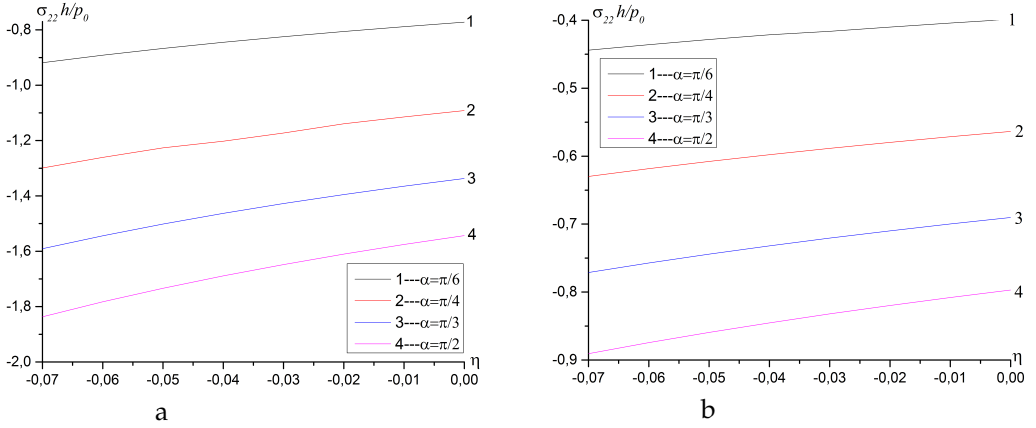 σ₂₂h/p₀
-0,8
-1,0
-1,2
-1,4
-1,6
-1,8
-2,0
1
2
3
4
1---α=π/6
2---α=π/4
3---α=π/3
4---α=π/2
η
-0,07 -0,06 -0,05 -0,04 -0,03 -0,02 -0,01 0,00
a
σ₂₂h/p₀
-0,4
-0,5
-0,6
-0,7
-0,8
-0,9
1
2
3
4
1---α=π/6
2---α=π/4
3---α=π/3
4---α=π/2
η
-0,07 -0,06 -0,05 -0,04 -0,03 -0,02 -0,01 0,00
b